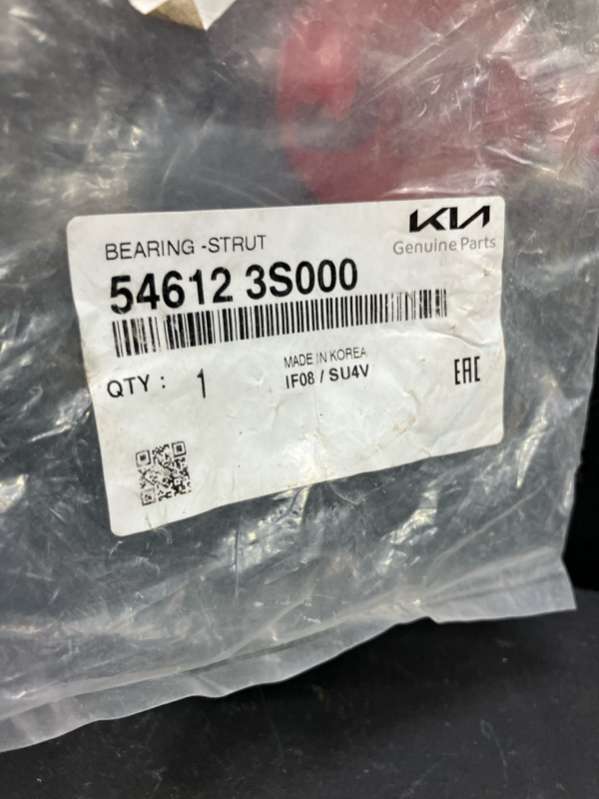 KIA
Genuine Parts
BEARING -STRUT
54612 3S000
MADE IN KOREA
QTY : 1
IF08 / SU4V
EAC